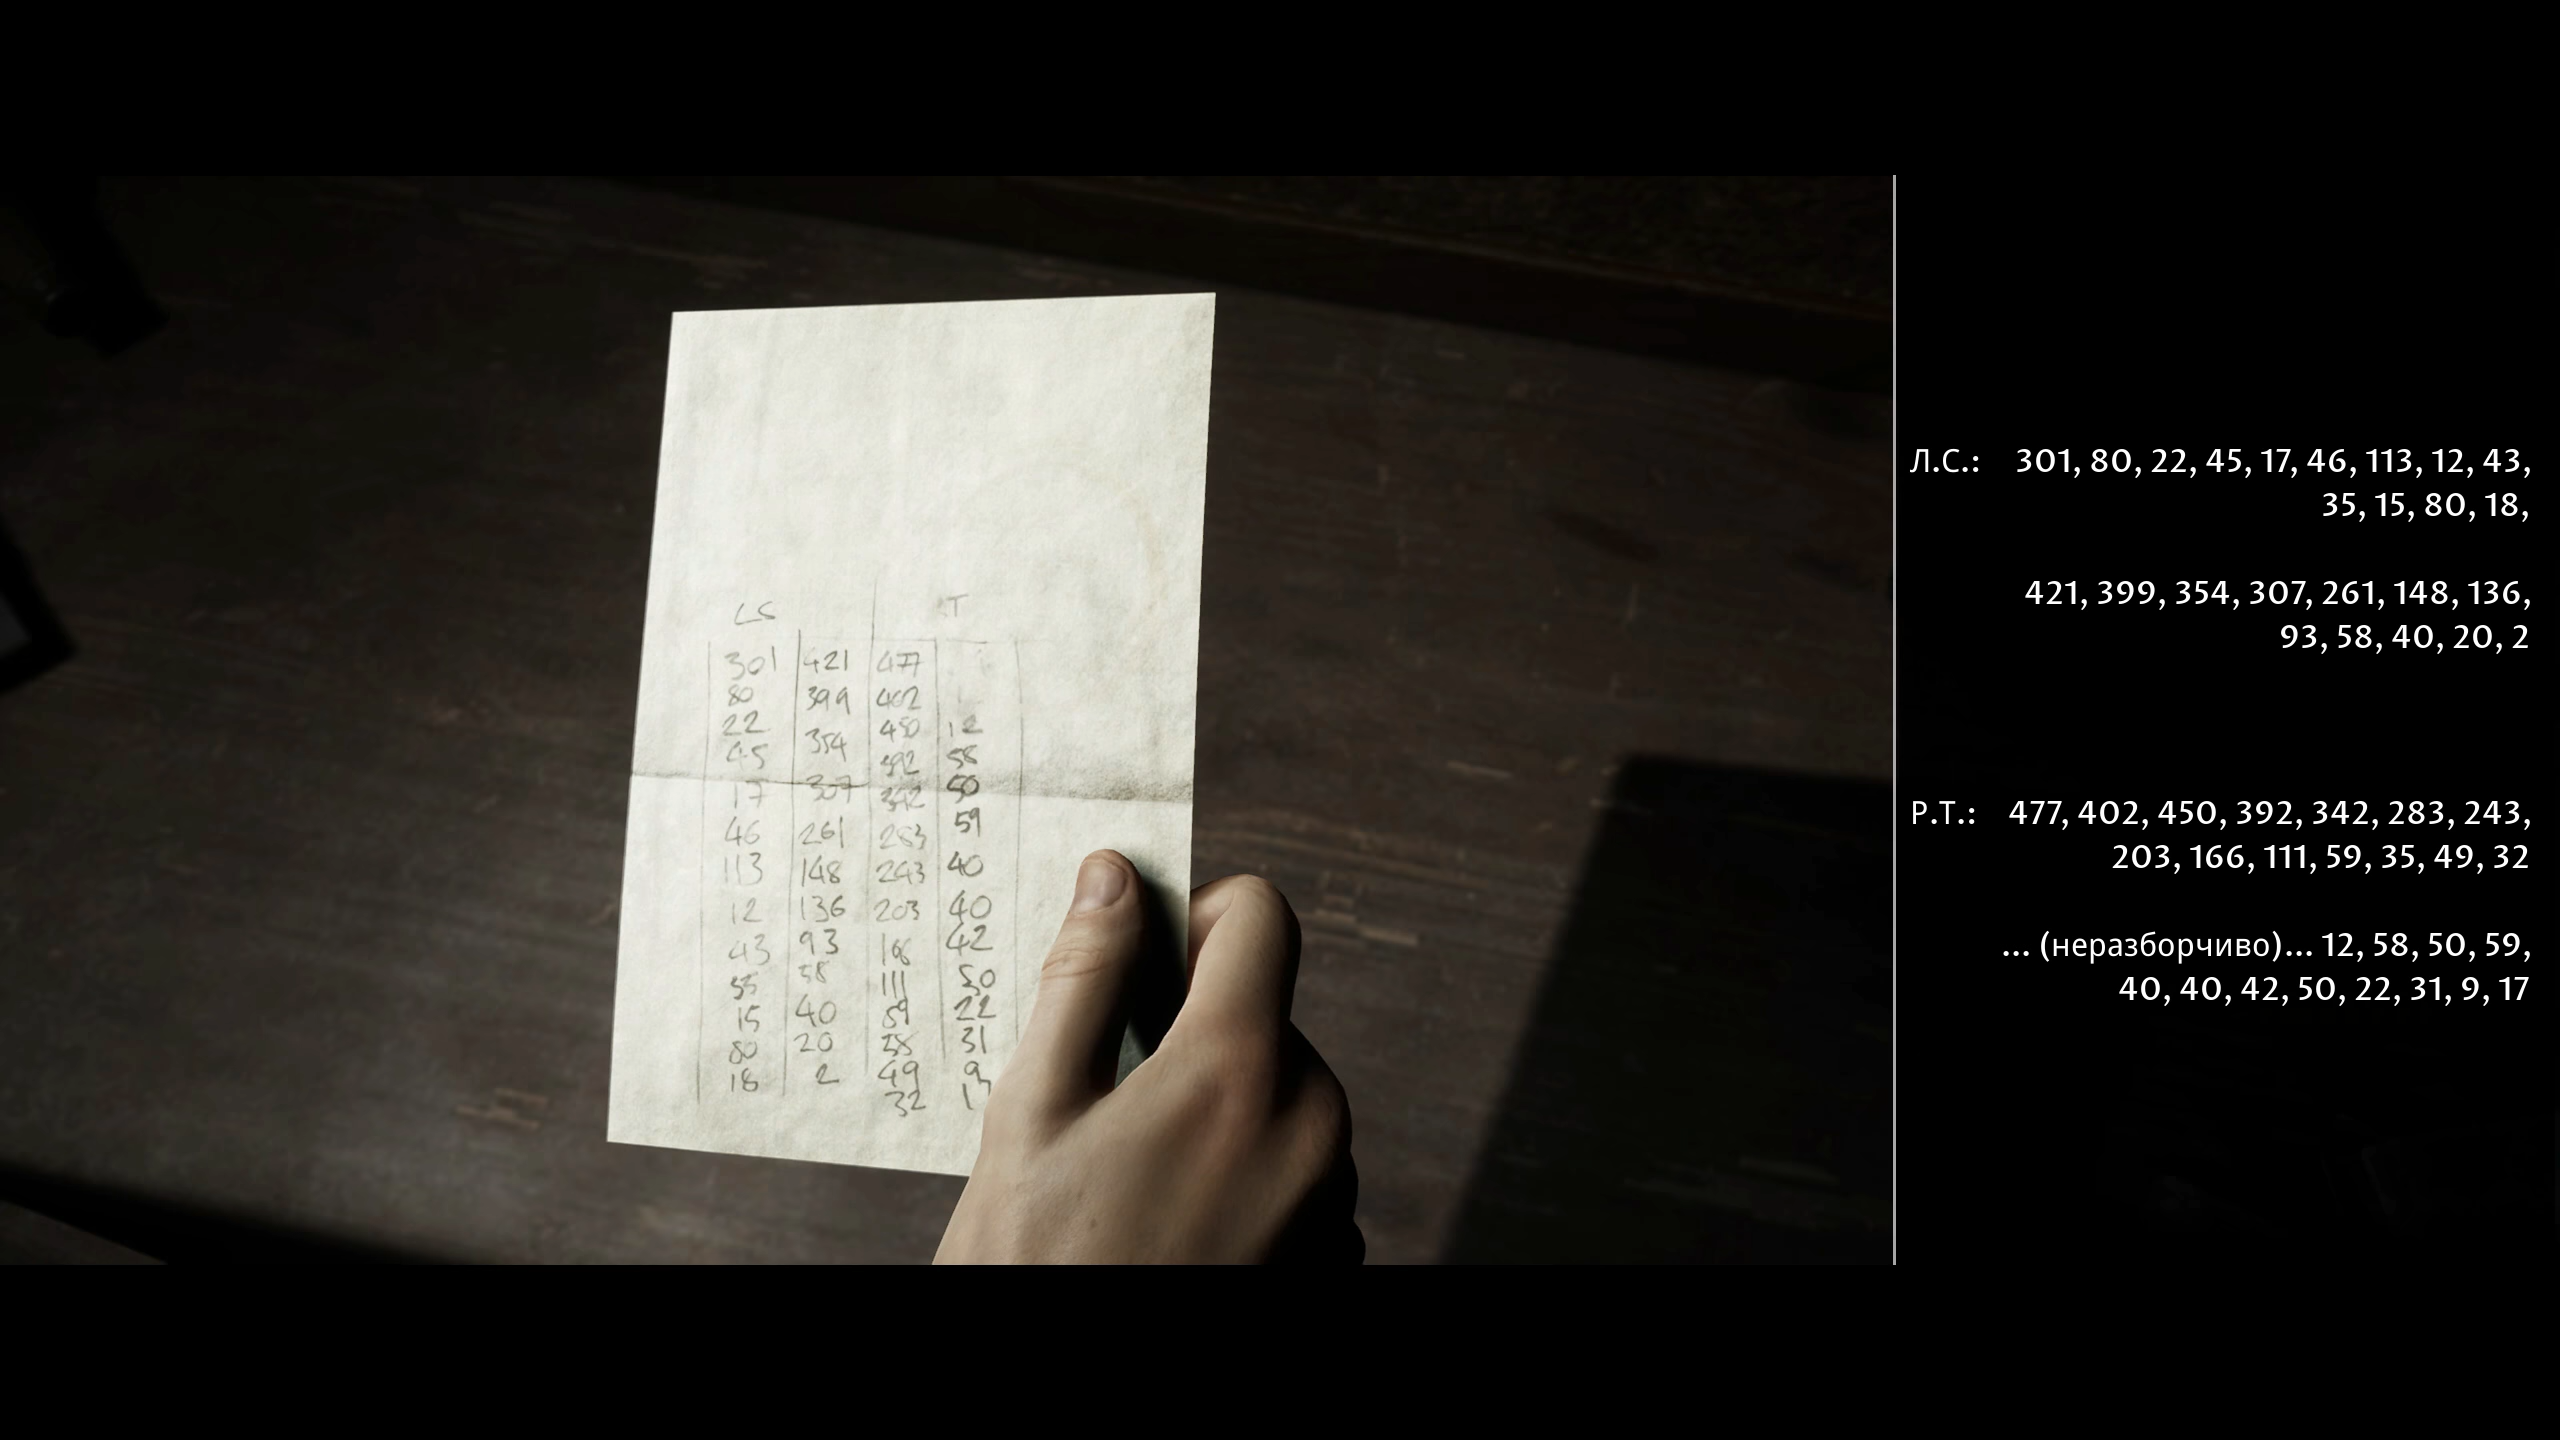 LS T
301 421 477
80 399 462
22 354 450 12
45 307 392 58
17 261 342 50
46 148 283 59
113 136 243 40
12 93 203 40
43 58 166 42
35 40 111 50
15 20 59 22
80 2 35 31
18 49 9
32
Л.С.: 301, 80, 22, 45, 17, 46, 113, 12, 43,
35, 15, 80, 18,
421, 399, 354, 307, 261, 148, 136,
93, 58, 40, 20, 2
Р.Т.: 477, 402, 450, 392, 342, 283, 243,
203, 166, 111, 59, 35, 49, 32
... (неразборчиво)... 12, 58, 50, 59,
40, 40, 42, 50, 22, 31, 9, 17